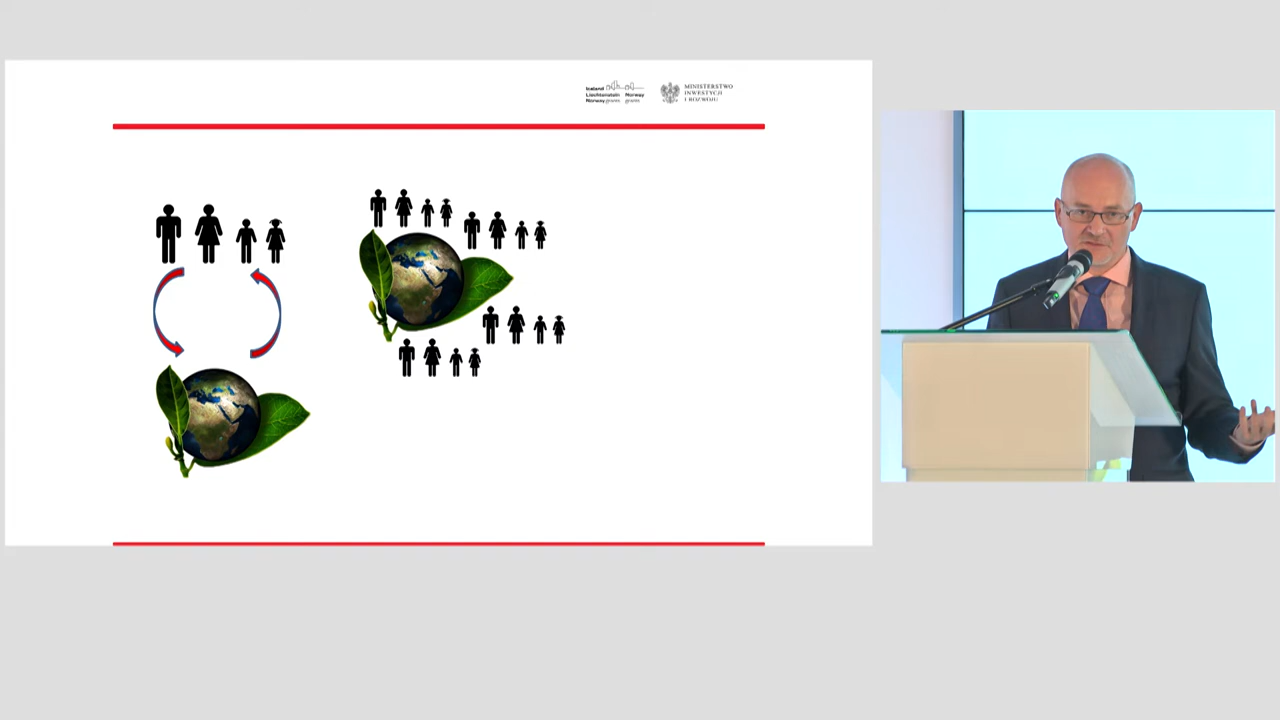 Iceland
Liechtenstein Norway
Norway grants grants
MINISTERSTWO
INWESTYCJI
I ROZWOJU